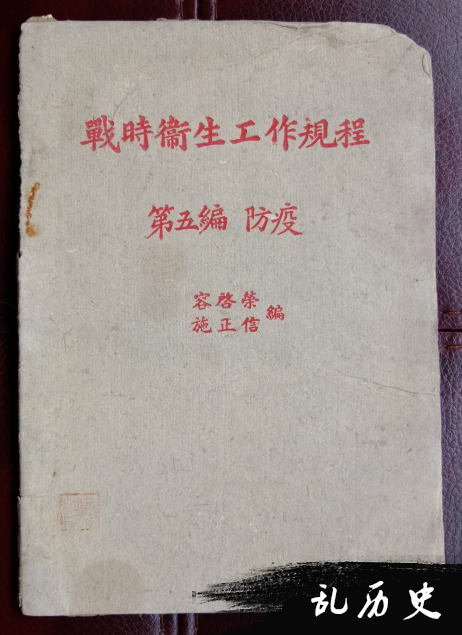 戰時衞生工作規程
第五編 防疫
容啓榮
施正信
編
乱历史